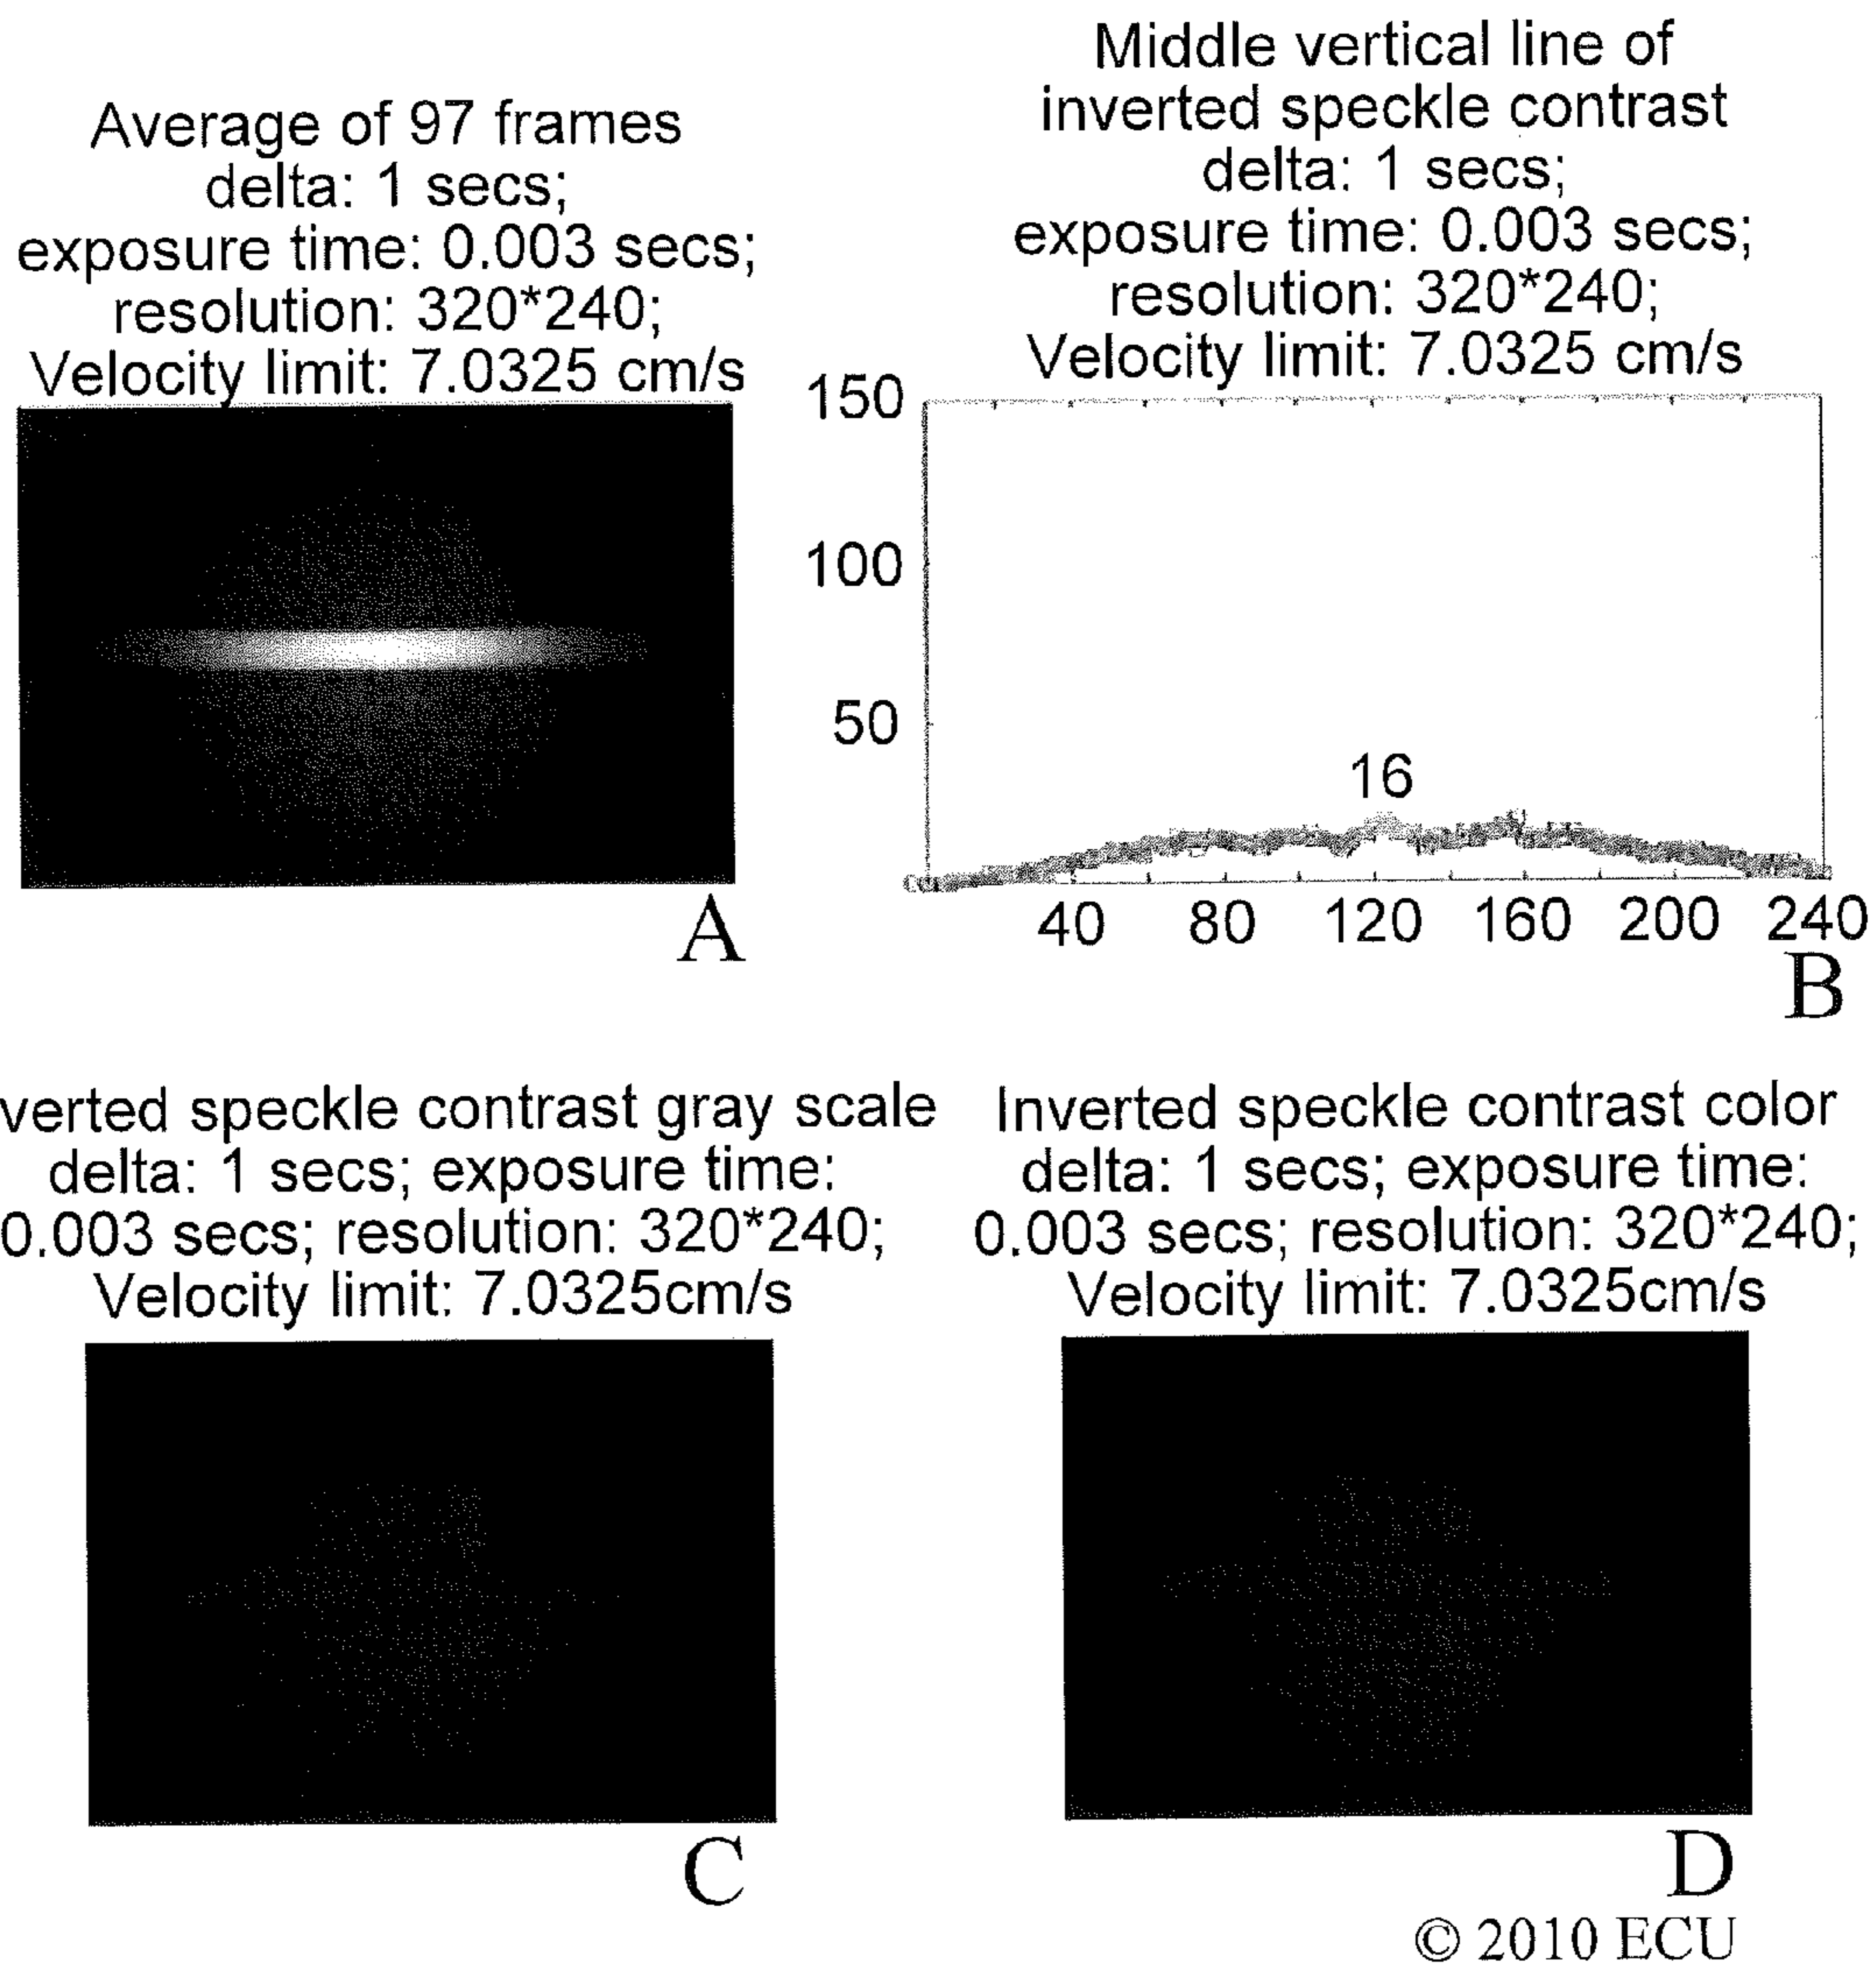 Average of 97 frames
delta: 1 secs;
exposure time: 0.003 secs;
resolution: 320*240;
Velocity limit: 7.0325 cm/s
A
Middle vertical line of
inverted speckle contrast
delta: 1 secs;
exposure time: 0.003 secs;
resolution: 320*240;
Velocity limit: 7.0325 cm/s
150
100
50
16
40 80 120 160 200 240
B
verted speckle contrast gray scale
delta: 1 secs; exposure time:
0.003 secs; resolution: 320*240;
Velocity limit: 7.0325cm/s
C
Inverted speckle contrast color
delta: 1 secs; exposure time:
0.003 secs; resolution: 320*240;
Velocity limit: 7.0325cm/s
D
© 2010 ECU